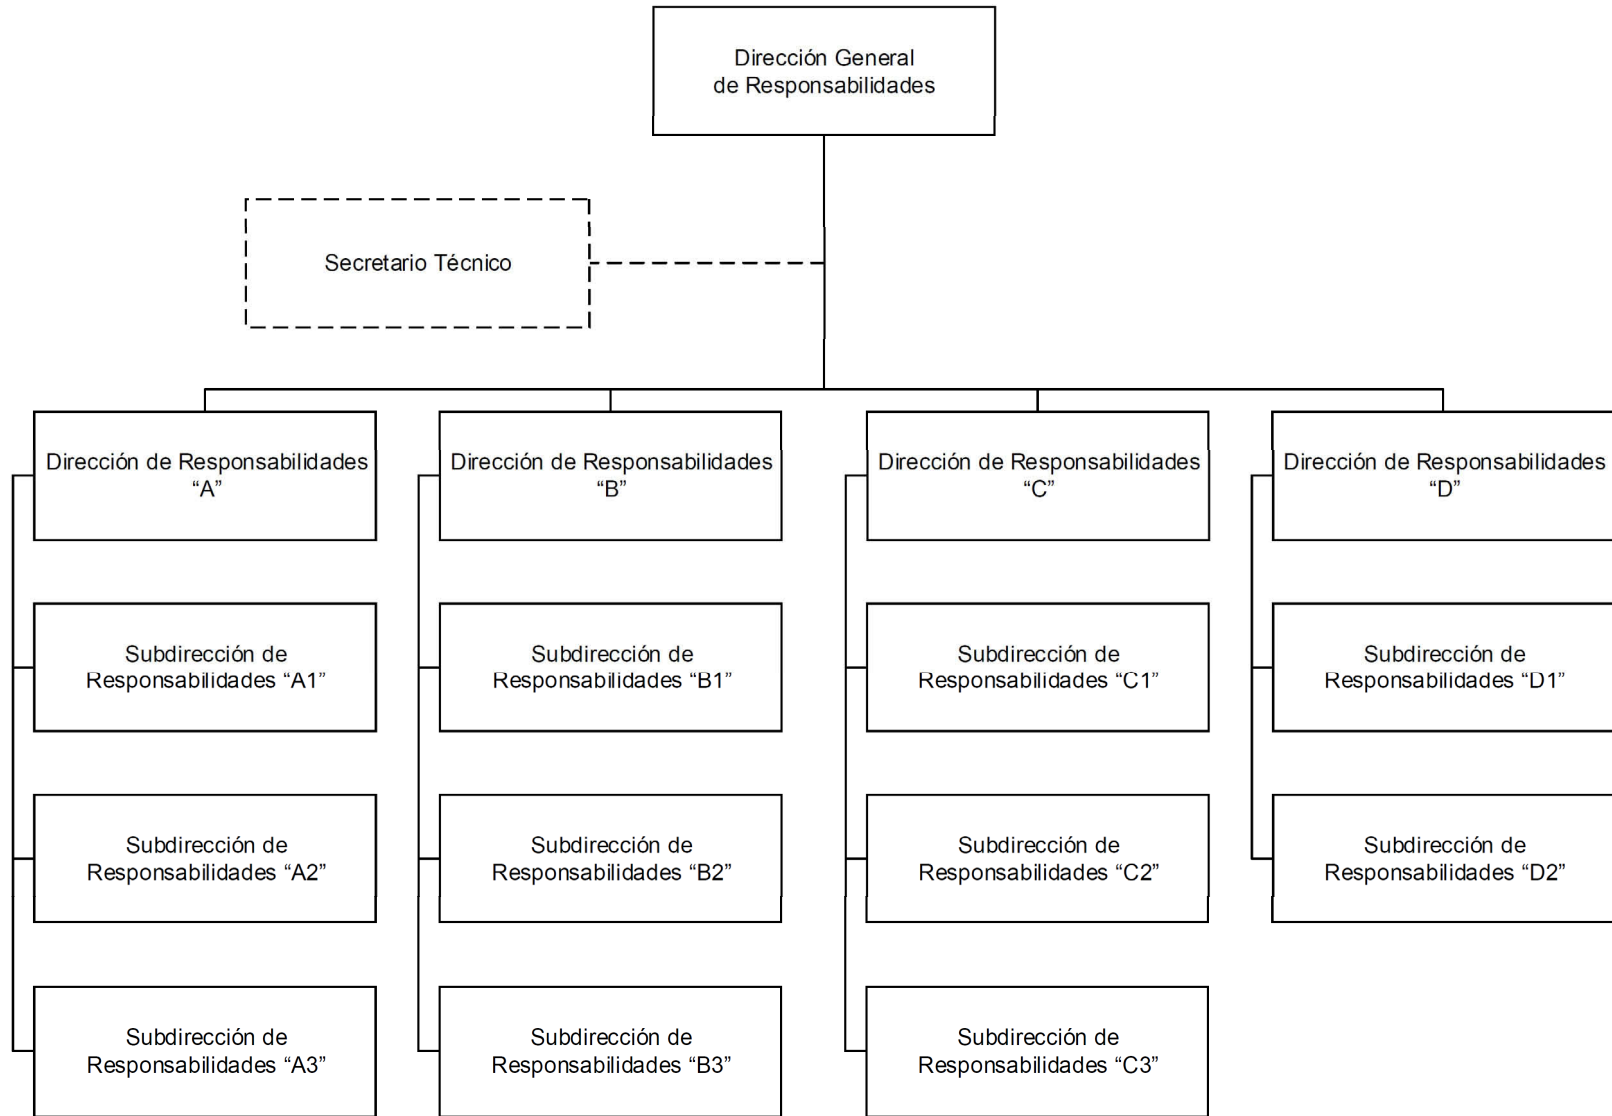 Dirección General
de Responsabilidades
Secretario Técnico
Dirección de Responsabilidades
“A”
Dirección de Responsabilidades
“B”
Dirección de Responsabilidades
“C”
Dirección de Responsabilidades
“D”
Subdirección de
Responsabilidades “A1”
Subdirección de
Responsabilidades “B1”
Subdirección de
Responsabilidades “C1”
Subdirección de
Responsabilidades “D1”
Subdirección de
Responsabilidades “A2”
Subdirección de
Responsabilidades “B2”
Subdirección de
Responsabilidades “C2”
Subdirección de
Responsabilidades “D2”
Subdirección de
Responsabilidades “A3”
Subdirección de
Responsabilidades “B3”
Subdirección de
Responsabilidades “C3”